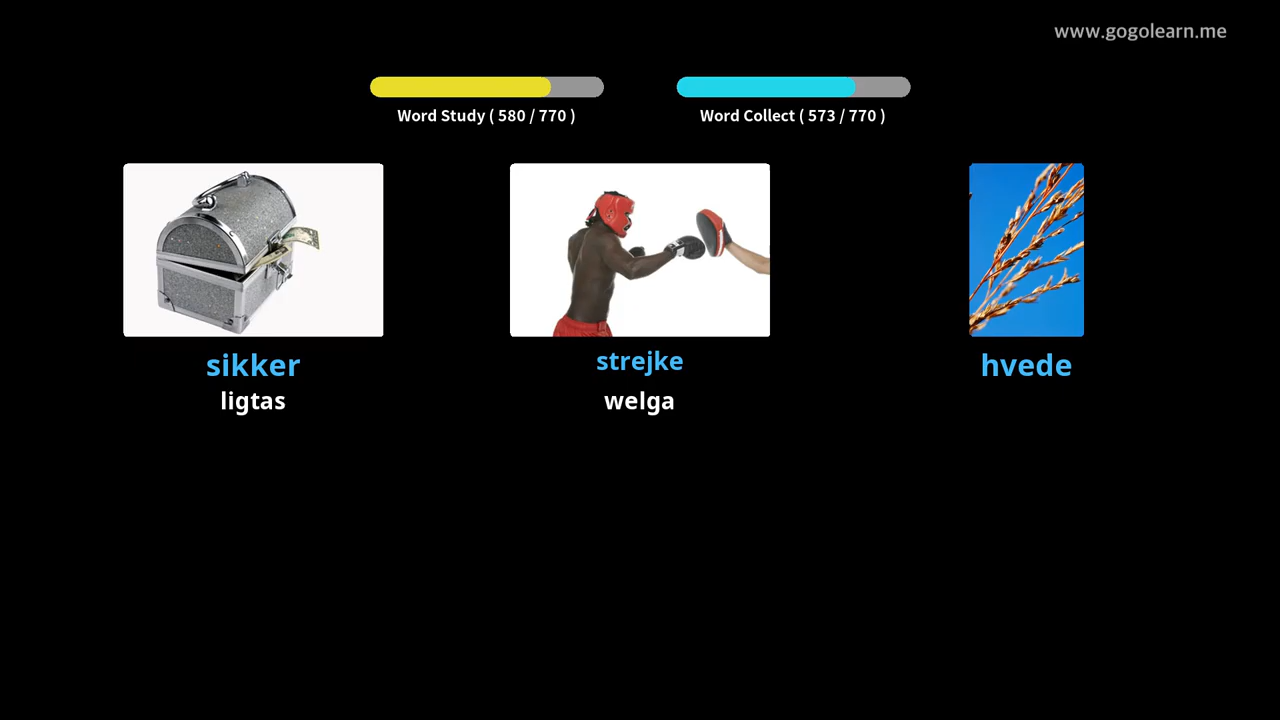 www.gogolearn.me
Word Study ( 580 / 770 )
Word Collect ( 573 / 770 )
sikker
ligtas
strejke
welga
hvede